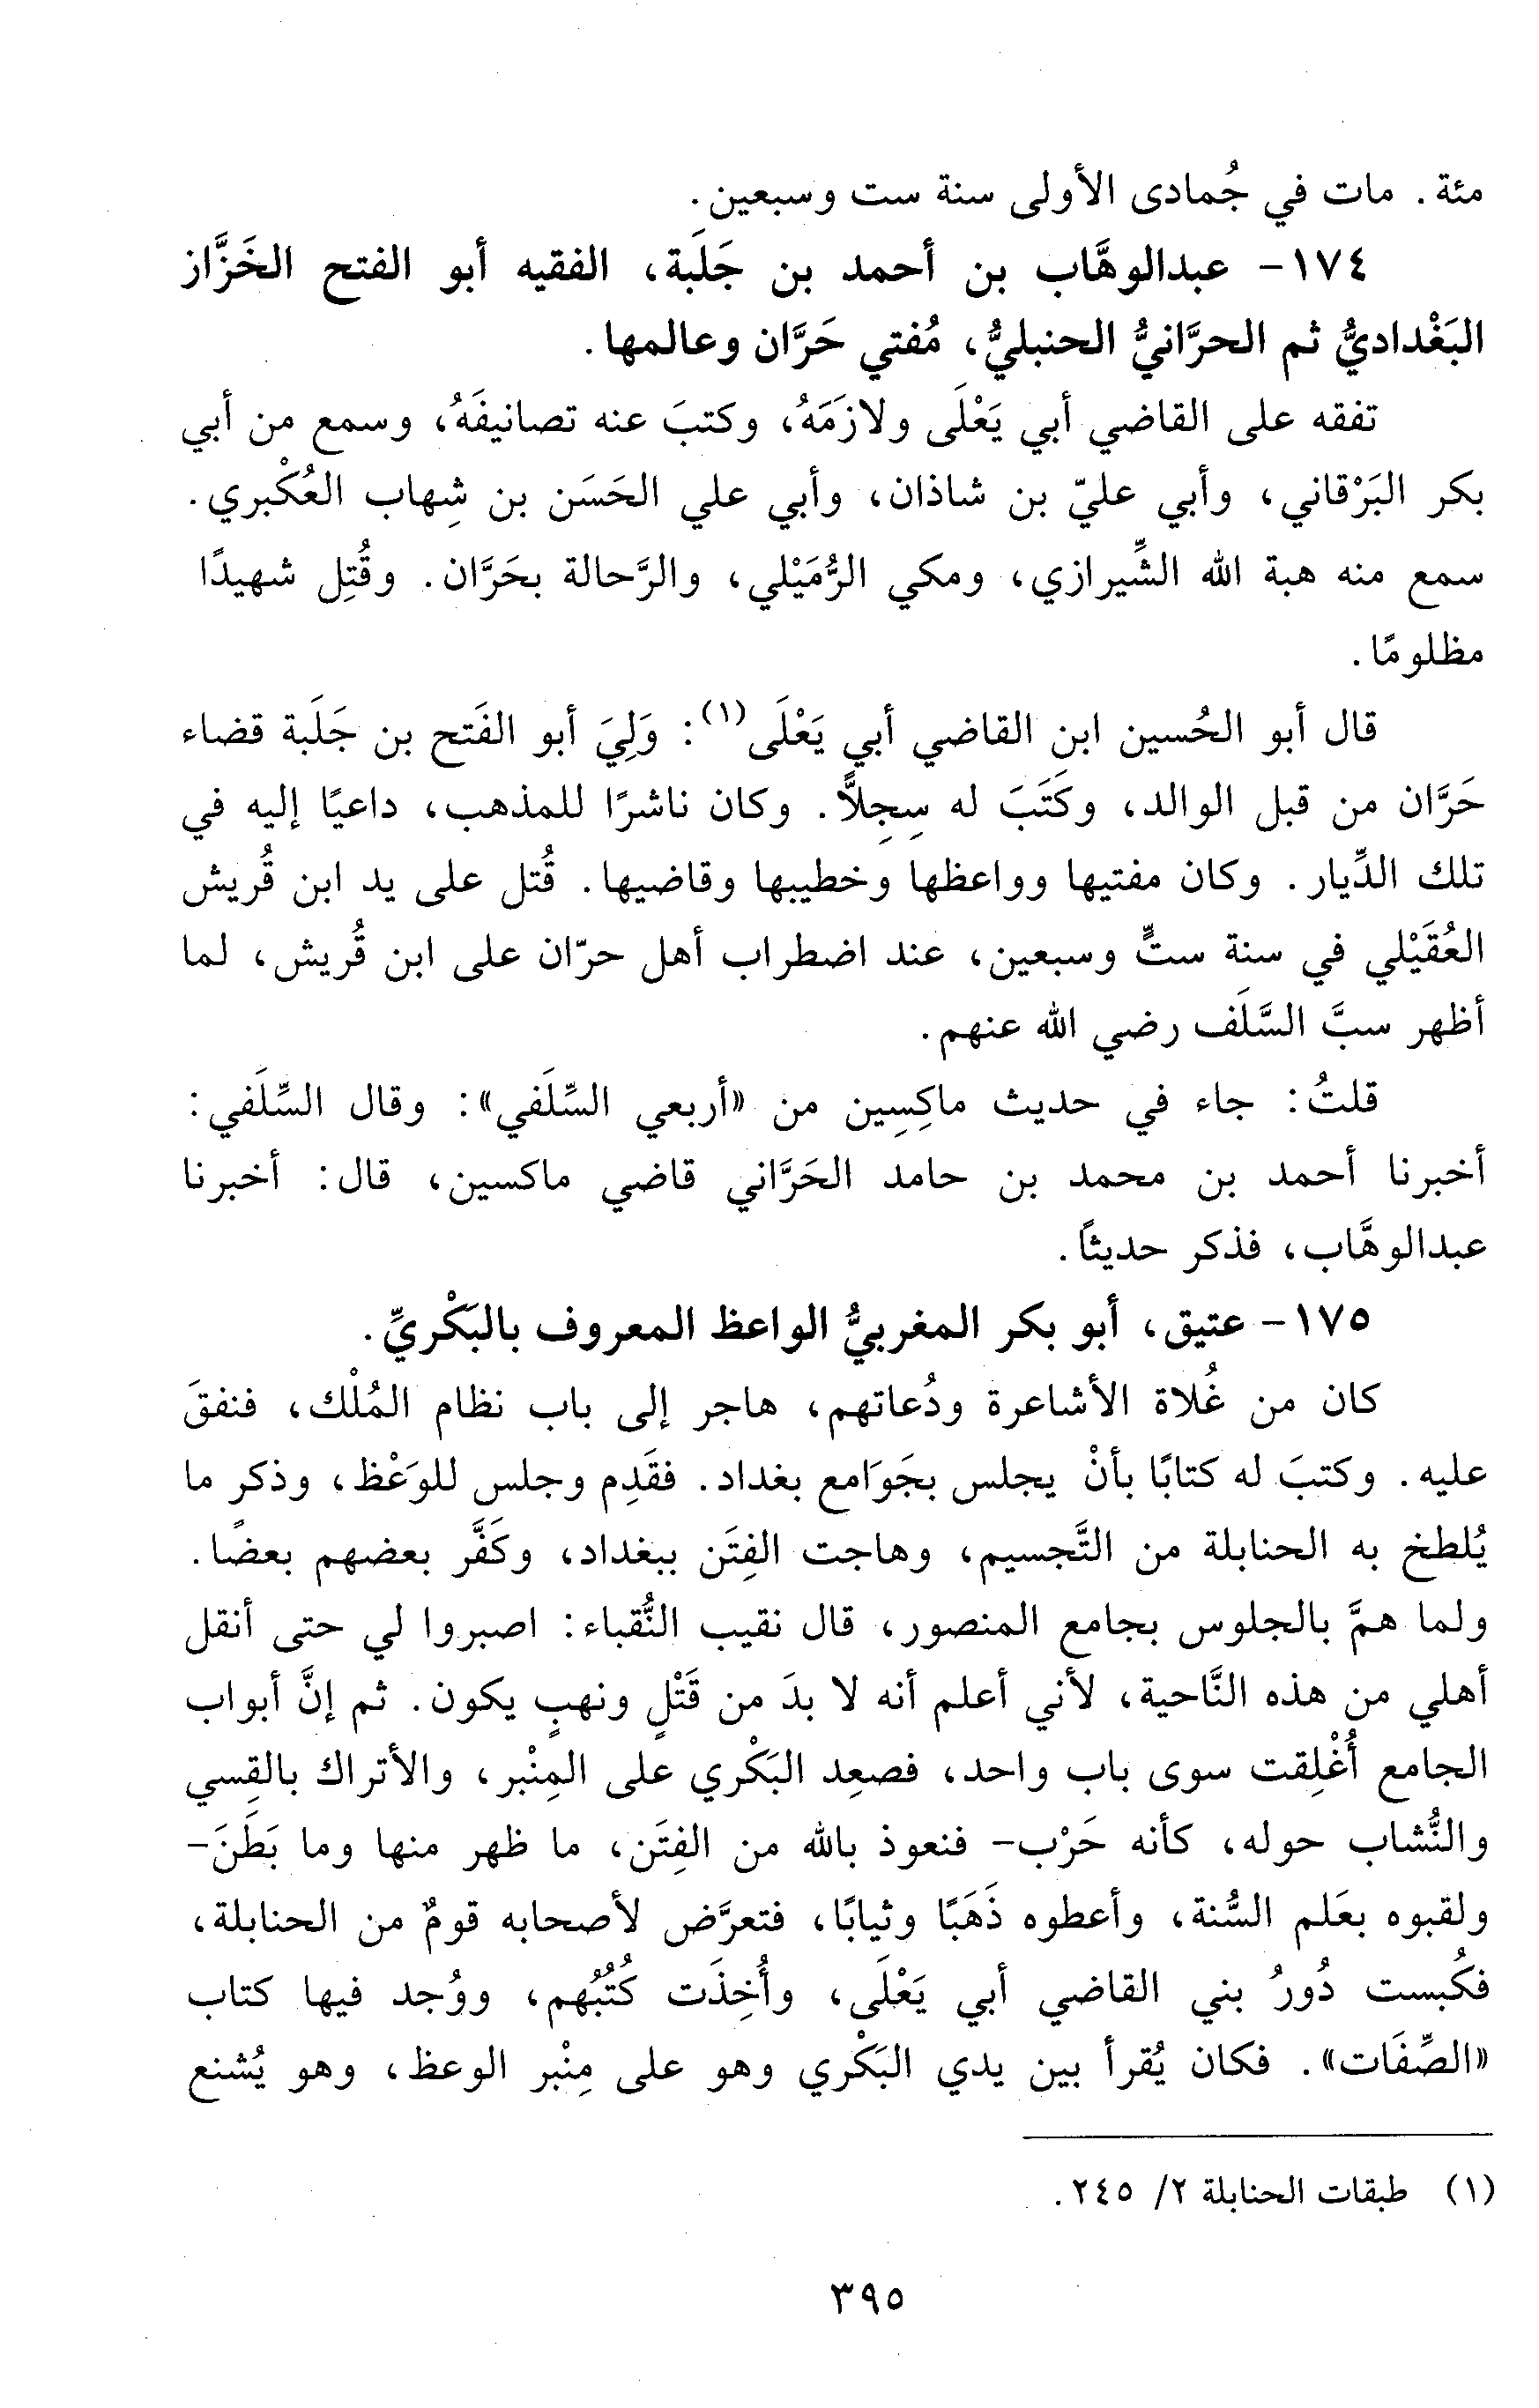 مئة. مات في جُمادى الأولى سنة ست وسبعين.
١٧٤- عبدالوهَّاب بن أحمد بن جَلَبة، الفقيه أبو الفتح الخَزَّاز
البَغْداديُّ ثم الحرَّانيُّ الحنبليُّ، مُفتي حَرَّان وعالمها.
تفقه على القاضي أبي يَعْلَى ولازَمَهُ، وكتبَ عنه تصانيفَهُ، وسمع من أبي
بكر البَرْقاني، وأبي عليّ بن شاذان، وأبي علي الحَسَن بن شِهاب العُكْبري.
سمع منه هبة الله الشِّيرازي، ومكي الرُّمَيْلي، والرَّحالة بحَرَّان. وقُتِل شهيدًا
مظلومًا.
قال أبو الحُسين ابن القاضي أبي يَعْلَى(١): وَلِيَ أبو الفَتح بن جَلَبة قضاء
حَرَّان من قبل الوالد، وكَتَبَ له سِجِلاًّ. وكان ناشرًا للمذهب، داعيًا إليه في
تلك الدِّيار. وكان مفتيها وواعظها وخطيبها وقاضيها. قُتل على يد ابن قُريش
العُقَيْلي في سنة ستٍّ وسبعين، عند اضطراب أهل حرّان على ابن قُريش، لما
أظهر سبَّ السَّلَف رضي الله عنهم.
قلتُ: جاء في حديث ماكِسِين من «أربعي السِّلَفي»: وقال السِّلَفي:
أخبرنا أحمد بن محمد بن حامد الحَرَّاني قاضي ماكسين، قال: أخبرنا
عبدالوهَّاب، فذكر حديثًا.
١٧٥- عتيق، أبو بكر المغربيُّ الواعظ المعروف بالبَكْريِّ.
كان من غُلاة الأشاعرة ودُعاتهم، هاجر إلى باب نظام المُلْك، فنفقَ
عليه. وكتبَ له كتابًا بأنْ يجلس بجَوَامع بغداد. فقَدِم وجلس للوَعْظ، وذكر ما
يُلطخ به الحنابلة من التَّجسيم، وهاجت الفِتَن ببغداد، وكَفَّر بعضهم بعضًا.
ولما همَّ بالجلوس بجامع المنصور، قال نقيب النُّقباء: اصبروا لي حتى أنقل
أهلي من هذه النَّاحية، لأني أعلم أنه لا بدَ من قَتْلٍ ونهبٍ يكون. ثم إنَّ أبواب
الجامع أُغْلِقت سوى باب واحد، فصعِد البَكْري على المِنْبر، والأتراك بالقِسي
والنُّشاب حوله، كأنه حَرْب- فنعوذ بالله من الفِتَن، ما ظهر منها وما بَطَنَ-
ولقبوه بعَلم السُّنة، وأعطوه ذَهَبًا وثيابًا، فتعرَّض لأصحابه قومٌ من الحنابلة،
فكُبست دُورُ بني القاضي أبي يَعْلَى، وأُخِذَت كُتُبُهم، ووُجد فيها كتاب
«الصِّفَات». فكان يُقرأ بين يدي البَكْري وهو على مِنْبر الوعظ، وهو يُشنع
(١) طبقات الحنابلة ٢/ ٢٤٥.
٣٩٥